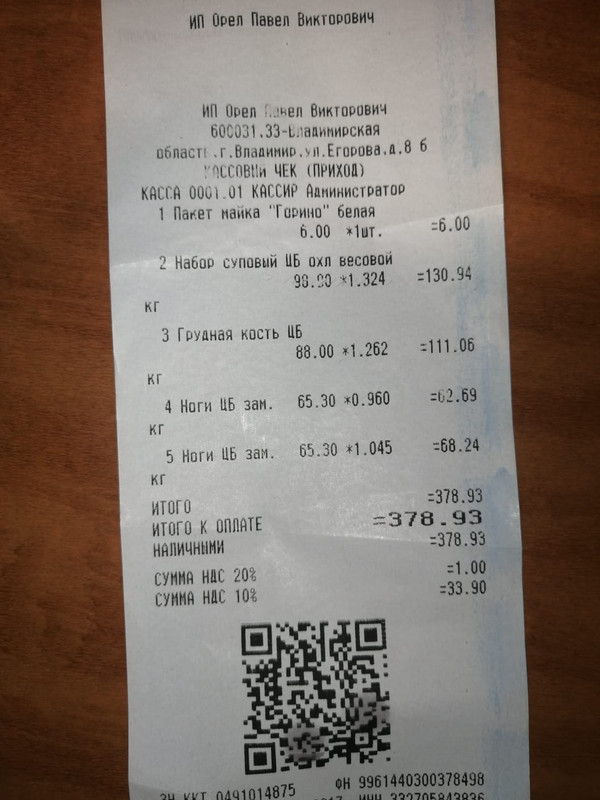 ИП Орел Павел Викторович
ИП Орел Павел Викторович
600031.33-Владимирская
область.г.Владимир.ул.Егорова.д.8 б
КАССОВЫЙ ЧЕК (ПРИХОД)
КАССА 0001.01 КАССИР Администратор
1 Пакет майка "Горино" белая
6.00 *1шт. =6.00
2 Набор суповый ЦБ охл весовой
*1.324 =130.94
кг
3 Грудная кость ЦБ
88.00 *1.262 =111.06
кг
4 Ноги ЦБ зам. 65.30 *0.960 =62.69
кг
5 Ноги ЦБ зам. 65.30 *1.045 =68.24
кг
ИТОГО =378.93
ИТОГО К ОПЛАТЕ =378.93
НАЛИЧНЫМИ =378.93
СУММА НДС 20% =1.00
СУММА НДС 10% =33.90
ЗН ККТ 0491014875 ФН 9961440300378498
ИНН 332705843836